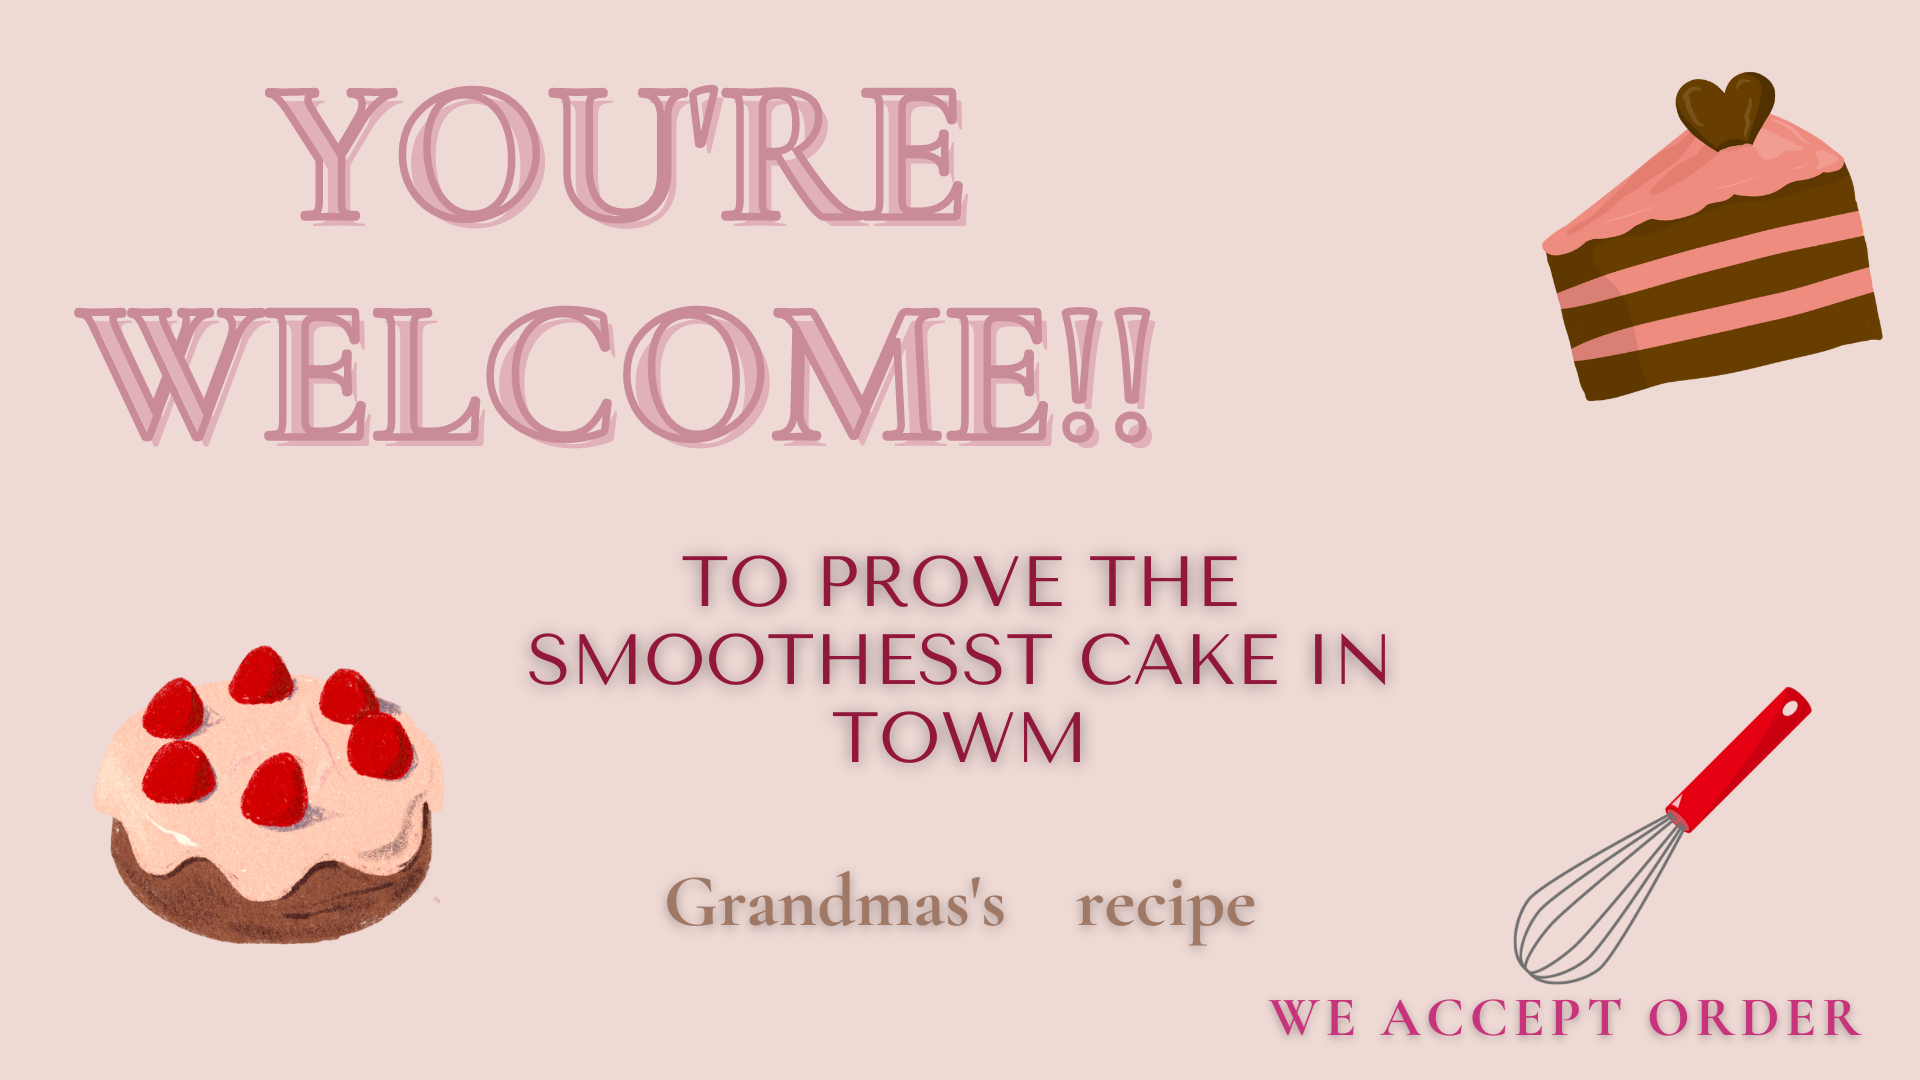 YOU'RE
WELCOME!!
TO PROVE THE
SMOOTHESST CAKE IN
TOWM
Grandmas's recipe
WE ACCEPT ORDER